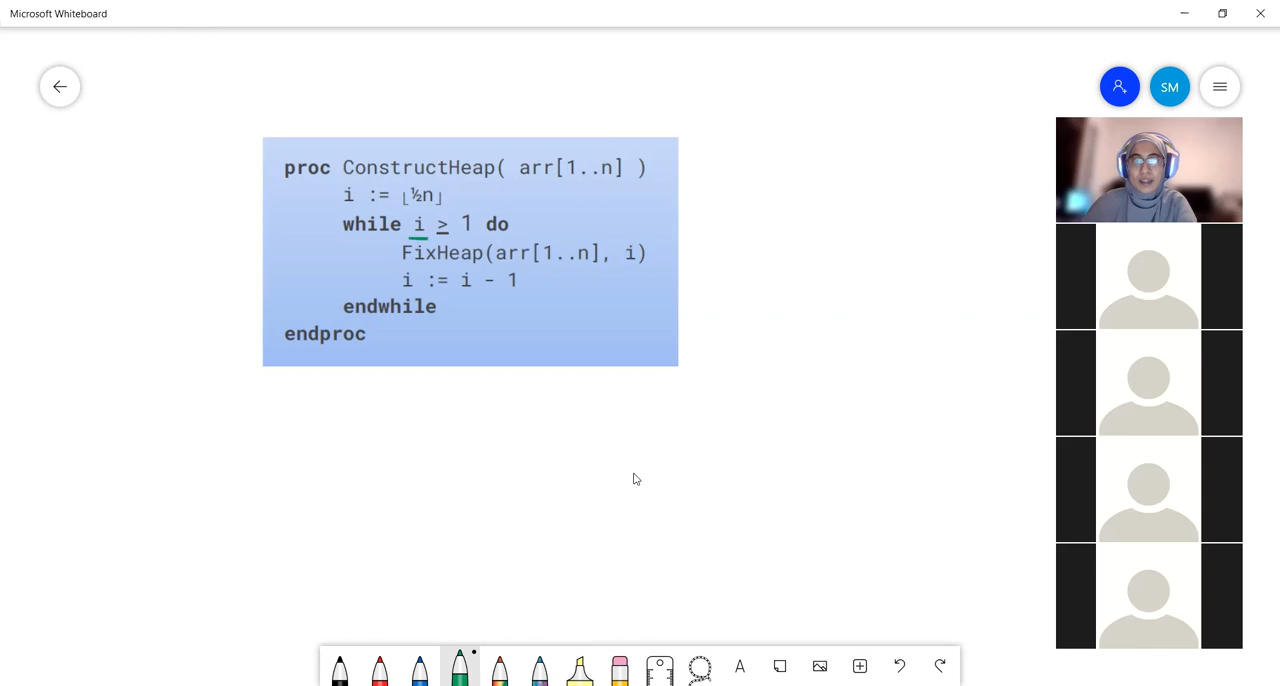 Microsoft Whiteboard
SM
proc ConstructHeap( arr[1..n] )
i := ⌊½n⌋
while i ≥ 1 do
FixHeap(arr[1..n], i)
i := i - 1
endwhile
endproc
A